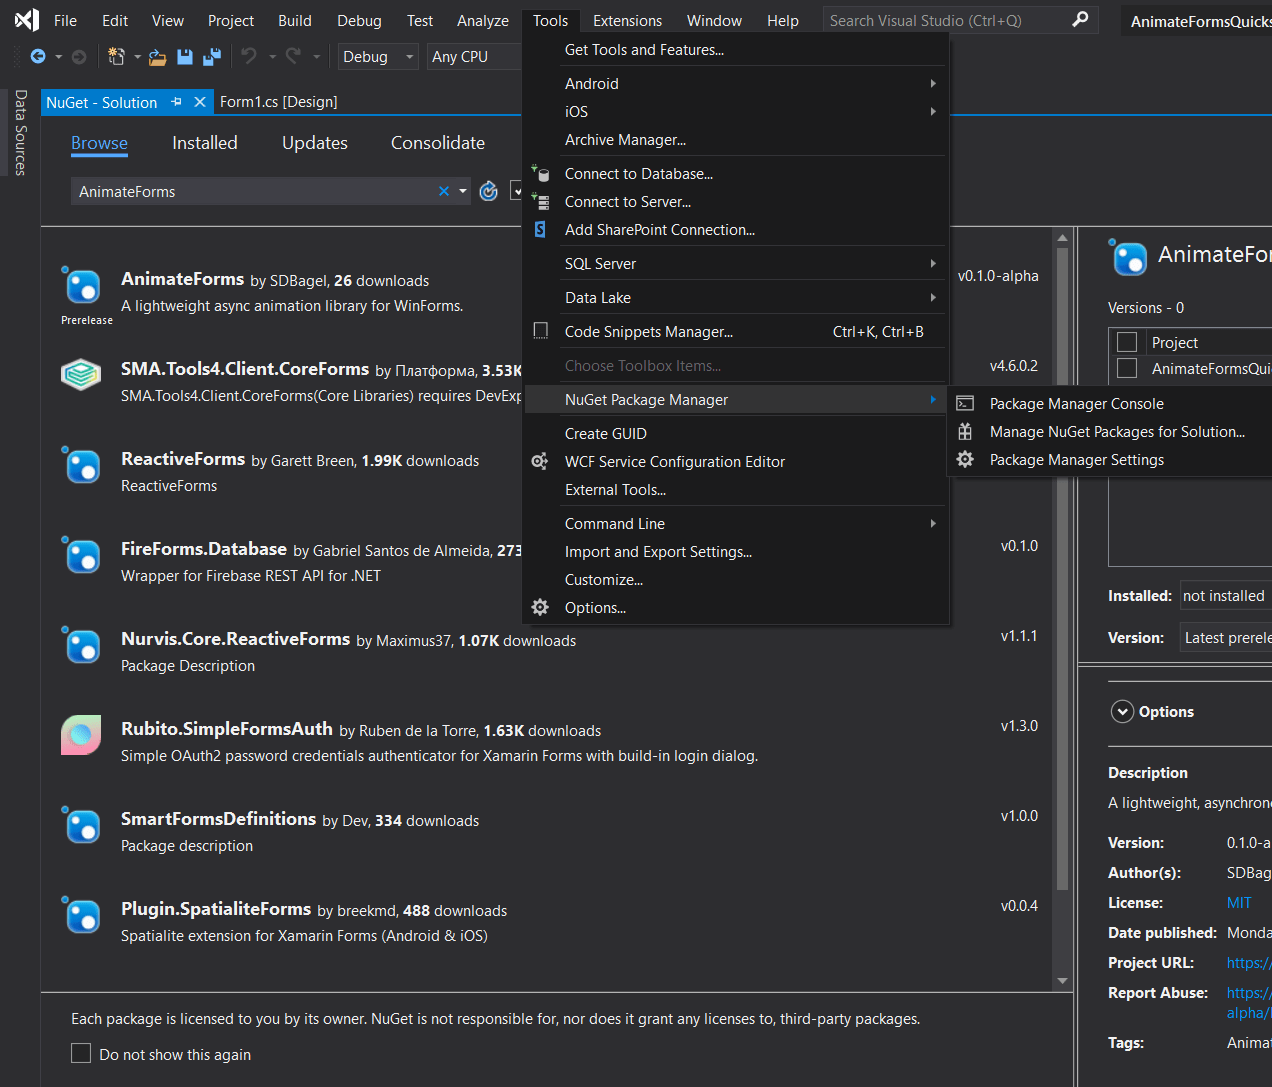 File Edit View Project Build Debug Test Analyze Tools Extensions Window Help Search Visual Studio (Ctrl+Q) AnimateFormsQuicks
Debug Any CPU
Data Sources
NuGet - Solution Form1.cs [Design]
Browse Installed Updates Consolidate
AnimateForms
AnimateForms by SDBagel, 26 downloads
v0.1.0-alpha
A lightweight async animation library for WinForms.
Prerelease
SMA.Tools4.Client.CoreForms by Платформа, 3.53K
v4.6.0.2
SMA.Tools4.Client.CoreForms(Core Libraries) requires DevExp
ReactiveForms by Garett Breen, 1.99K downloads
ReactiveForms
FireForms.Database by Gabriel Santos de Almeida, 273
v0.1.0
Wrapper for Firebase REST API for .NET
Nurvis.Core.ReactiveForms by Maximus37, 1.07K downloads
v1.1.1
Package Description
Rubito.SimpleFormsAuth by Ruben de la Torre, 1.63K downloads
v1.3.0
Simple OAuth2 password credentials authenticator for Xamarin Forms with build-in login dialog.
SmartFormsDefinitions by Dev, 334 downloads
v1.0.0
Package description
Plugin.SpatialiteForms by breekmd, 488 downloads
v0.0.4
Spatialite extension for Xamarin Forms (Android & iOS)
Each package is licensed to you by its owner. NuGet is not responsible for, nor does it grant any licenses to, third-party packages.
Do not show this again
Get Tools and Features...
Android
iOS
Archive Manager...
Connect to Database...
Connect to Server...
Add SharePoint Connection...
SQL Server
Data Lake
Code Snippets Manager... Ctrl+K, Ctrl+B
Choose Toolbox Items...
NuGet Package Manager
Create GUID
WCF Service Configuration Editor
External Tools...
Command Line
Import and Export Settings...
Customize...
Options...
Package Manager Console
Manage NuGet Packages for Solution...
Package Manager Settings
AnimateFor
Versions - 0
Project
AnimateFormsQuic
Installed: not installed
Version: Latest prerele
Options
Description
A lightweight, asynchrono
Version: 0.1.0-a
Author(s): SDBag
License: MIT
Date published: Monda
Project URL: https:/
Report Abuse: https:/
alpha/
Tags: Animat